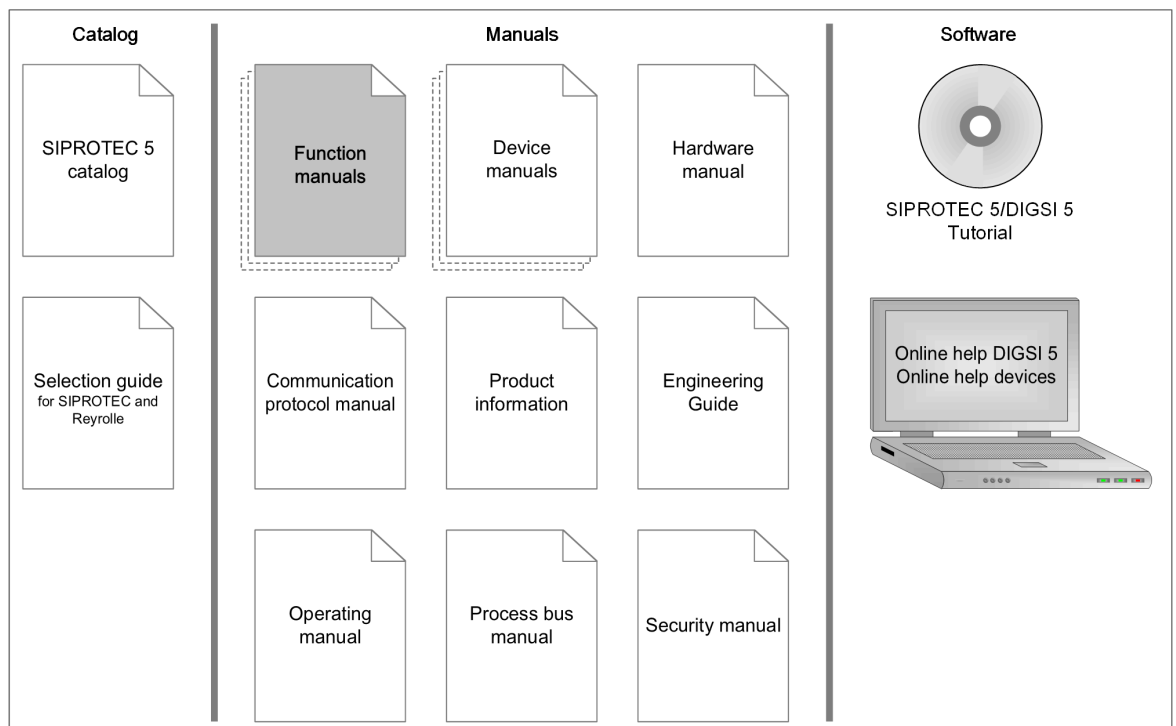 Catalog
Manuals
Software
SIPROTEC 5
catalog
Function
manuals
Device
manuals
Hardware
manual
SIPROTEC 5/DIGSI 5
Tutorial
Selection guide
for SIPROTEC and
Reyrolle
Communication
protocol manual
Product
information
Engineering
Guide
Online help DIGSI 5
Online help devices
Operating
manual
Process bus
manual
Security manual